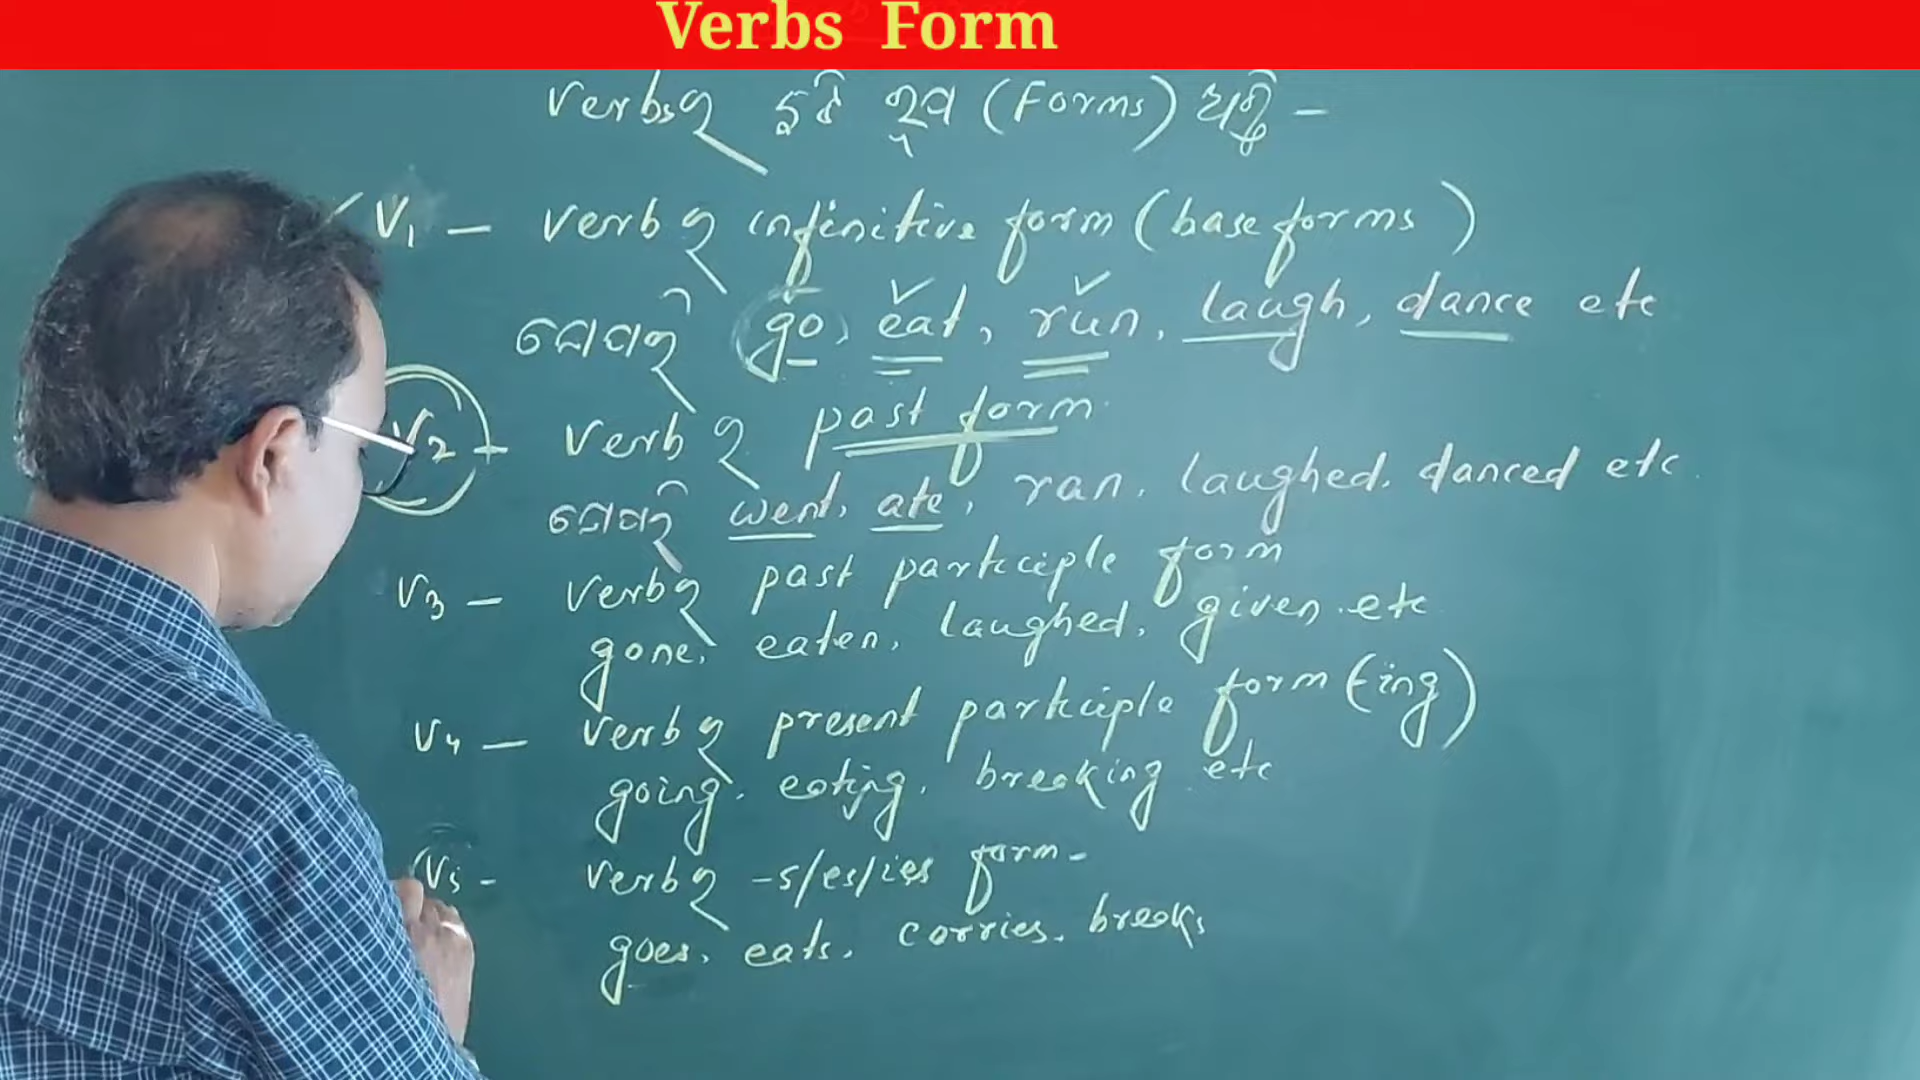 Verbs Form
Verbsର ଛଅଟି ରୂପ (Forms) ଅଛି –
V1 – verb ର infinitive form (base forms)
ଯେପରି go, eat, run, laugh, dance etc
V2 – verb ର past form.
ଯେପରି went, ate, ran, laughed, danced etc.
V3 – verb ର past participle form
gone, eaten, laughed, given etc
V4 – verb ର present participle form (-ing)
going, eating, breaking etc
V5 – verb ର -s/es/ies form -
goes, eats, carries, breaks